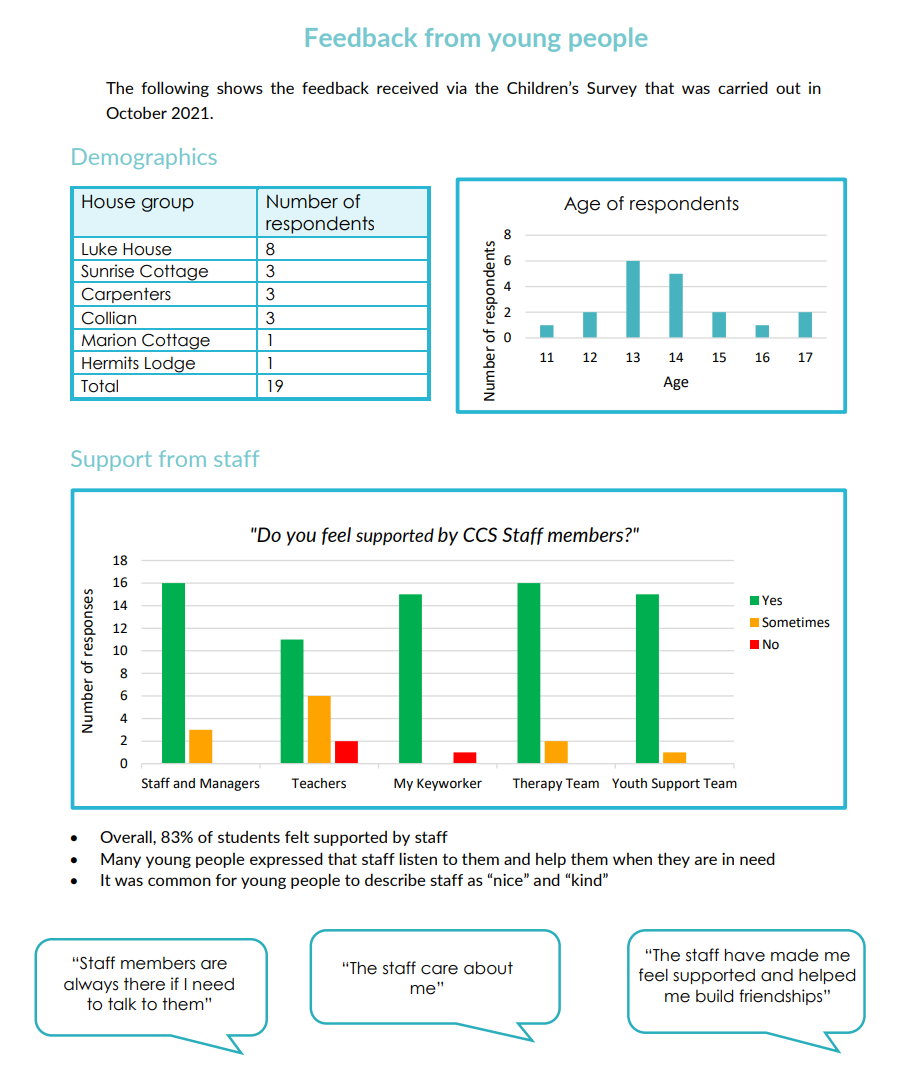 Feedback from young people
The following shows the feedback received via the Children's Survey that was carried out in
October 2021.
Demographics
House group Number of
respondents
Luke House 8
Sunrise Cottage 3
Carpenters 3
Collian 3
Marion Cottage 1
Hermits Lodge 1
Total 19
Age of respondents
Number of respondents
8
6
4
2
0
11 12 13 14 15 16 17
Age
Support from staff
"Do you feel supported by CCS Staff members?"
Number of responses
18
16
14
12
10
8
6
4
2
0
Staff and Managers Teachers My Keyworker Therapy Team Youth Support Team
Yes
Sometimes
No
• Overall, 83% of students felt supported by staff
• Many young people expressed that staff listen to them and help them when they are in need
• It was common for young people to describe staff as “nice” and “kind”
“Staff members are
always there if I need
to talk to them”
“The staff care about
me”
“The staff have made me
feel supported and helped
me build friendships”